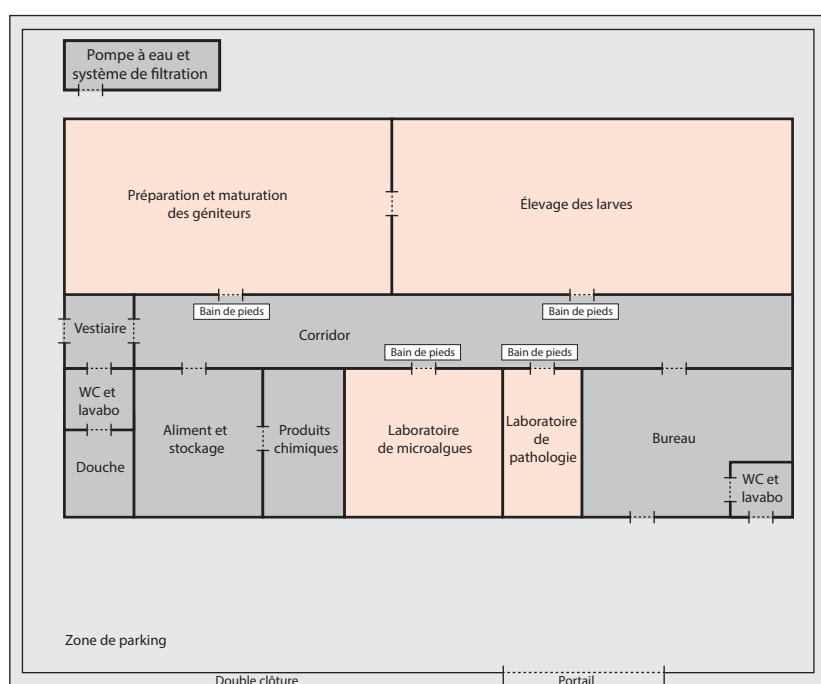 Pompe à eau et
système de filtration
Préparation et maturation
des géniteurs
Élevage des larves
Bain de pieds
Bain de pieds
Vestiaire
Corridor
Bain de pieds
Bain de pieds
WC et
lavabo
Douche
Aliment et
stockage
Produits
chimiques
Laboratoire
de microalgues
Laboratoire
de
pathologie
Bureau
WC et
lavabo
Zone de parking
Double clôture
Portail